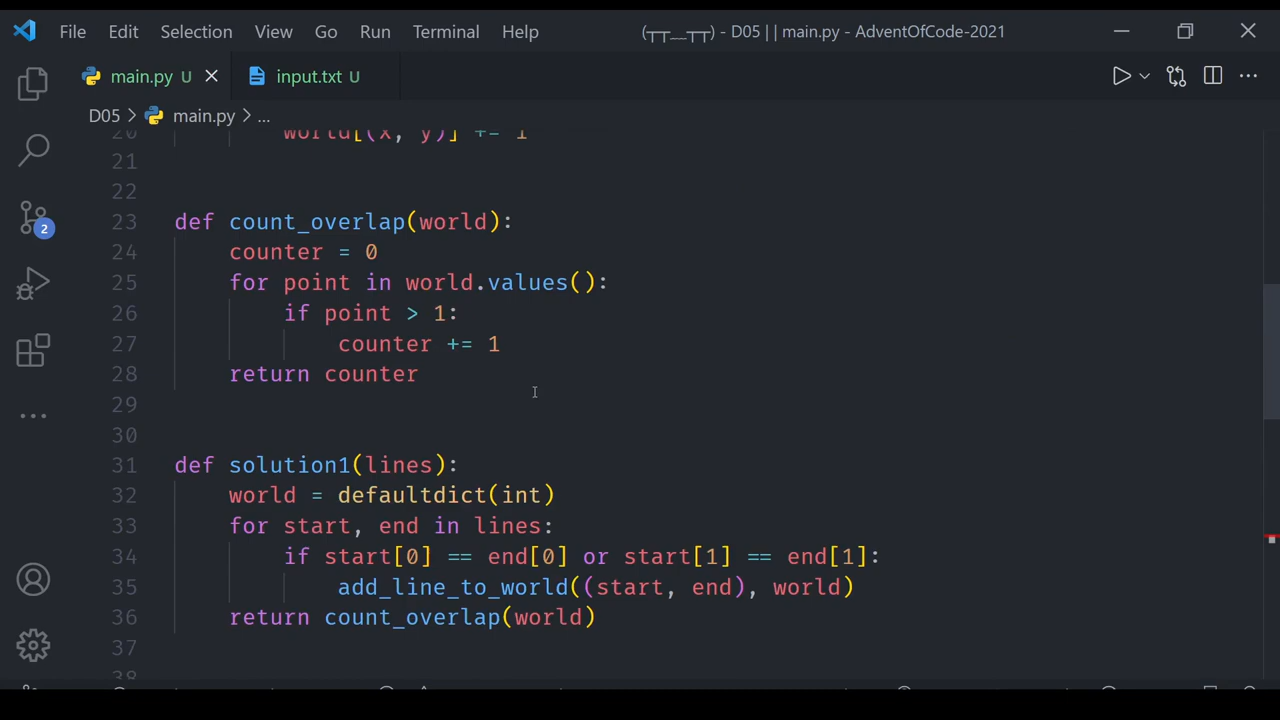 File Edit Selection View Go Run Terminal Help (┬┬﹏┬┬) - D05 | | main.py - AdventOfCode-2021
main.py U input.txt U
D05 > main.py > ...
20 world[(x, y)] += 1
21
22
23 def count_overlap(world):
24 counter = 0
25 for point in world.values():
26 if point > 1:
27 counter += 1
28 return counter
29
30
31 def solution1(lines):
32 world = defaultdict(int)
33 for start, end in lines:
34 if start[0] == end[0] or start[1] == end[1]:
35 add_line_to_world((start, end), world)
36 return count_overlap(world)
37
38
2